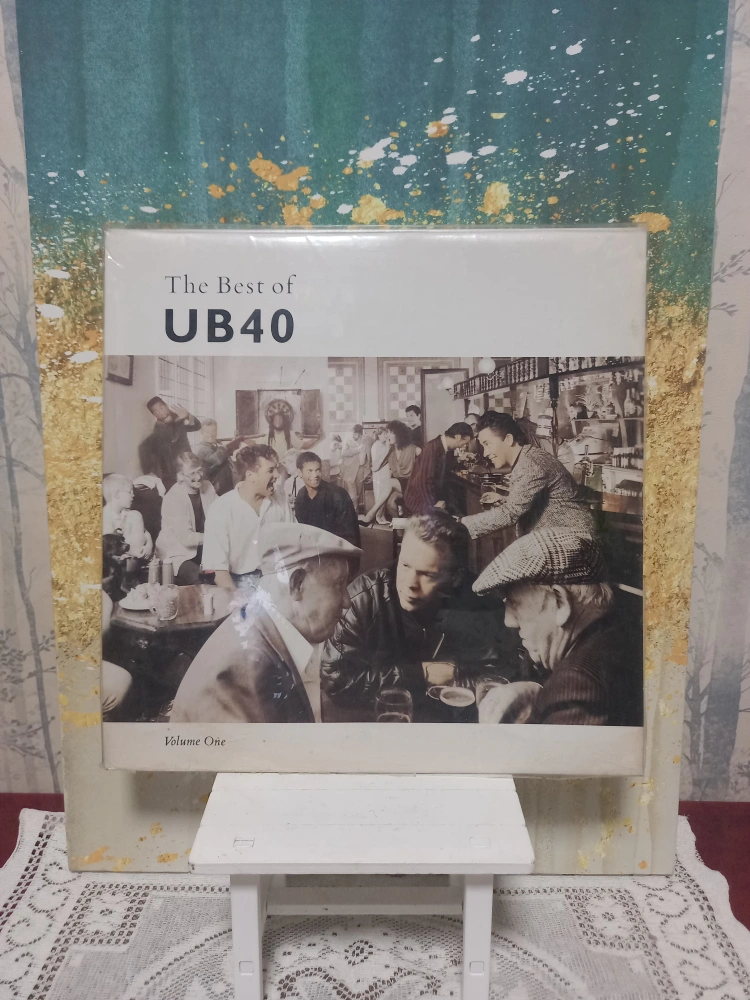 The Best of
UB40
Volume One